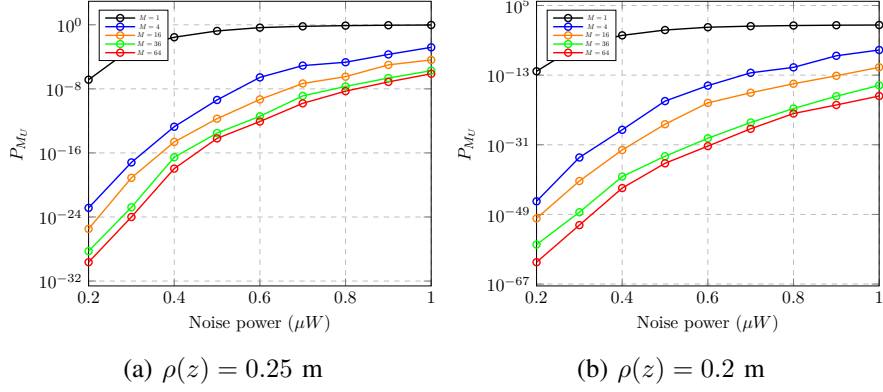 10^0
10^−8
10^−16
10^−24
10^−32
P_{M_U}
M = 1
M = 4
M = 16
M = 36
M = 64
0.2 0.4 0.6 0.8 1
Noise power (μW)
(a) ρ(z) = 0.25 m
10^5
10^−13
10^−31
10^−49
10^−67
P_{M_U}
M = 1
M = 4
M = 16
M = 36
M = 64
0.2 0.4 0.6 0.8 1
Noise power (μW)
(b) ρ(z) = 0.2 m